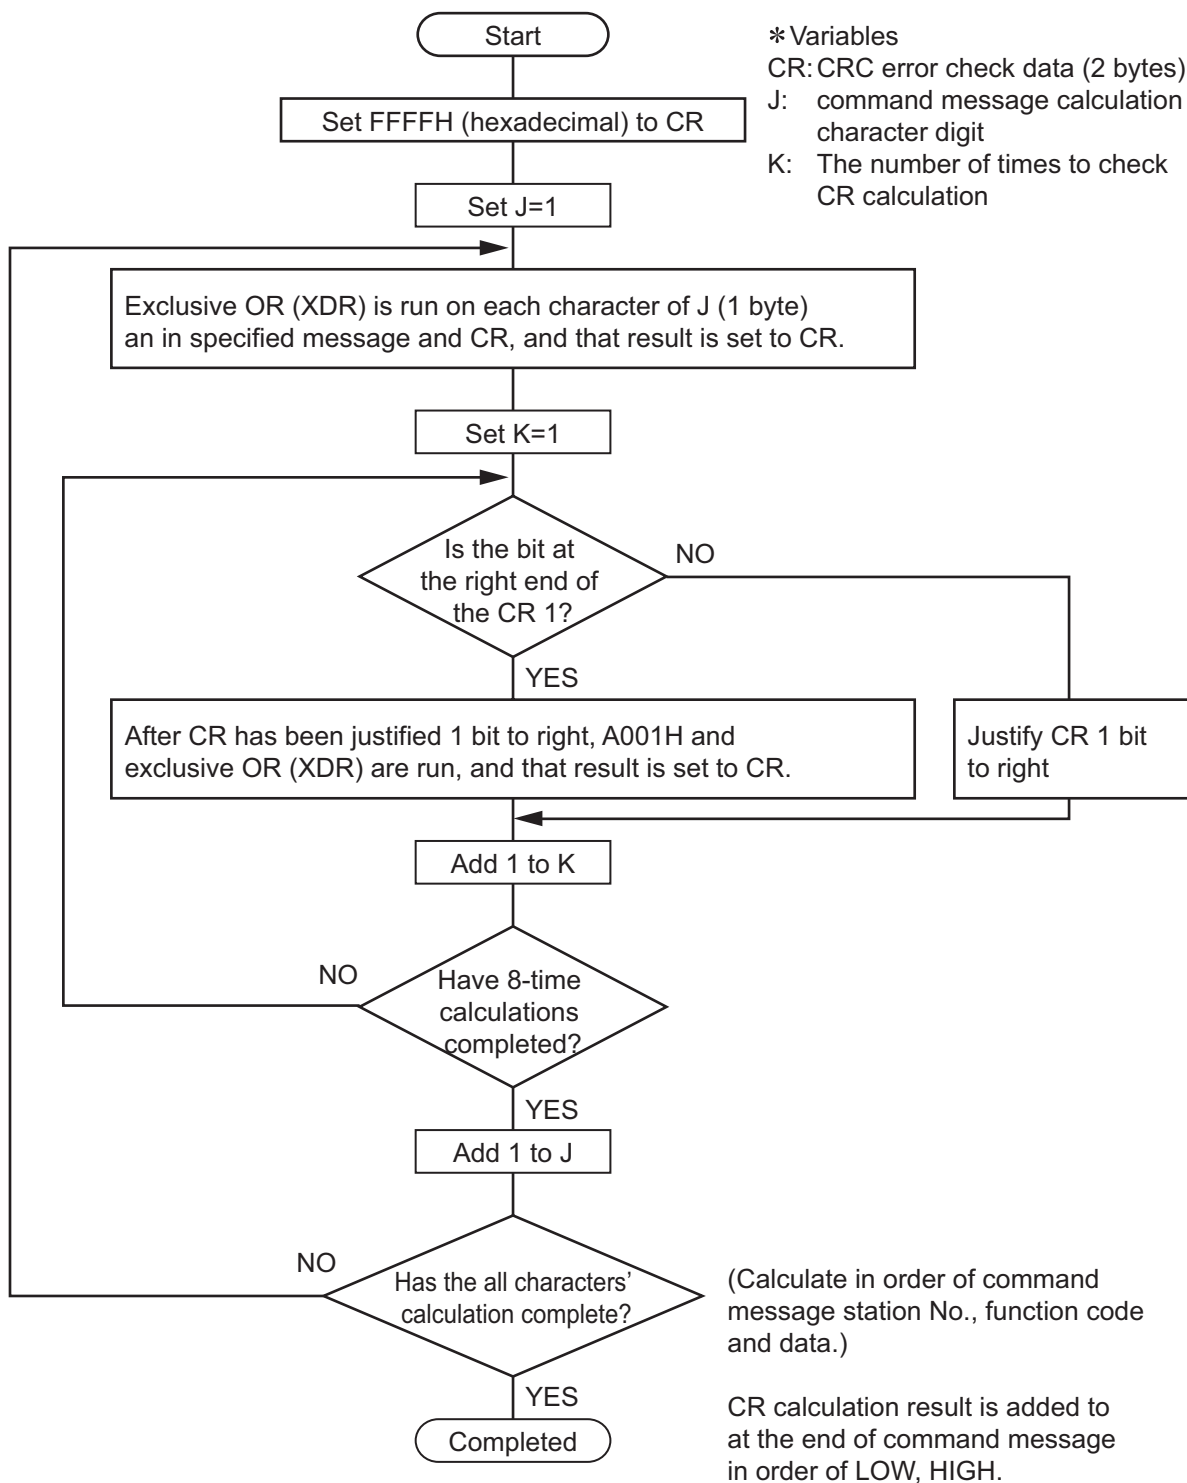 Start
＊Variables
CR: CRC error check data (2 bytes)
J: command message calculation
character digit
K: The number of times to check
CR calculation
Set FFFFH (hexadecimal) to CR
Set J=1
Exclusive OR (XDR) is run on each character of J (1 byte)
an in specified message and CR, and that result is set to CR.
Set K=1
Is the bit at
the right end of
the CR 1?
NO
YES
After CR has been justified 1 bit to right, A001H and
exclusive OR (XDR) are run, and that result is set to CR.
Justify CR 1 bit
to right
Add 1 to K
NO
Have 8-time
calculations
completed?
YES
Add 1 to J
NO
Has the all characters’
calculation complete?
(Calculate in order of command
message station No., function code
and data.)
YES
Completed
CR calculation result is added to
at the end of command message
in order of LOW, HIGH.